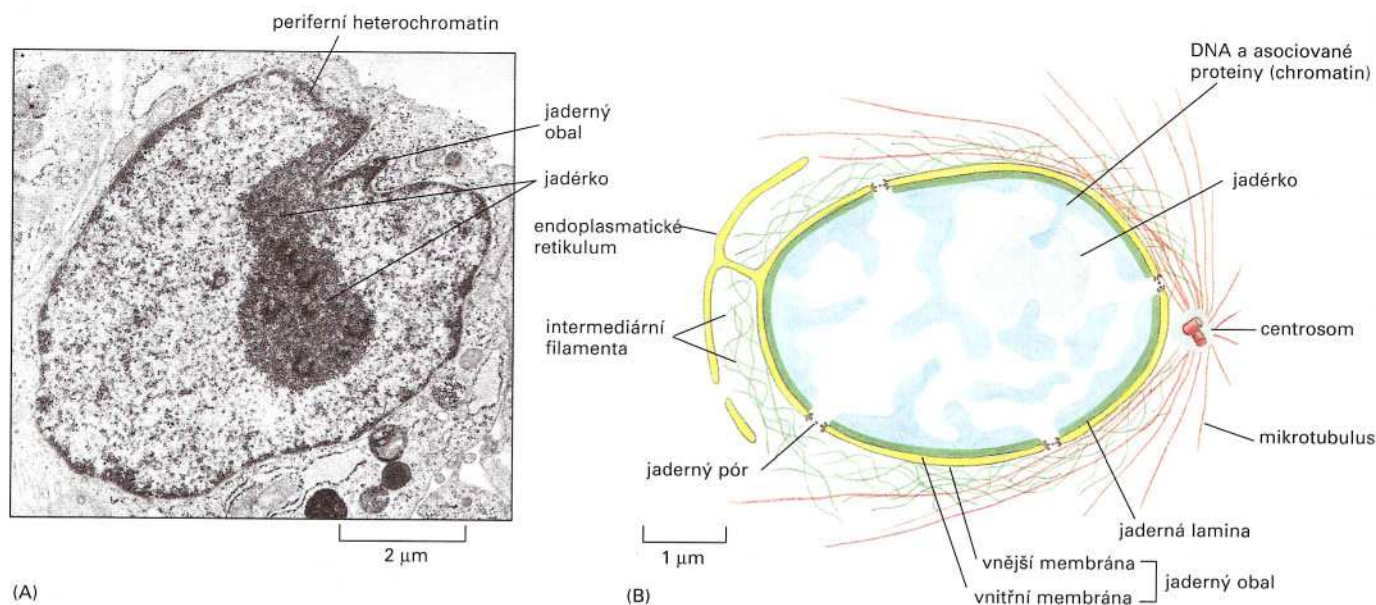 periferní heterochromatin
jaderný
obal
jadérko
2 µm
(A)
DNA a asociované
proteiny (chromatin)
jadérko
endoplasmatické
retikulum
intermediární
filamenta
centrosom
mikrotubulus
jaderný pór
jaderná lamina
1 µm
vnější membrána
vnitřní membrána
jaderný obal
(B)